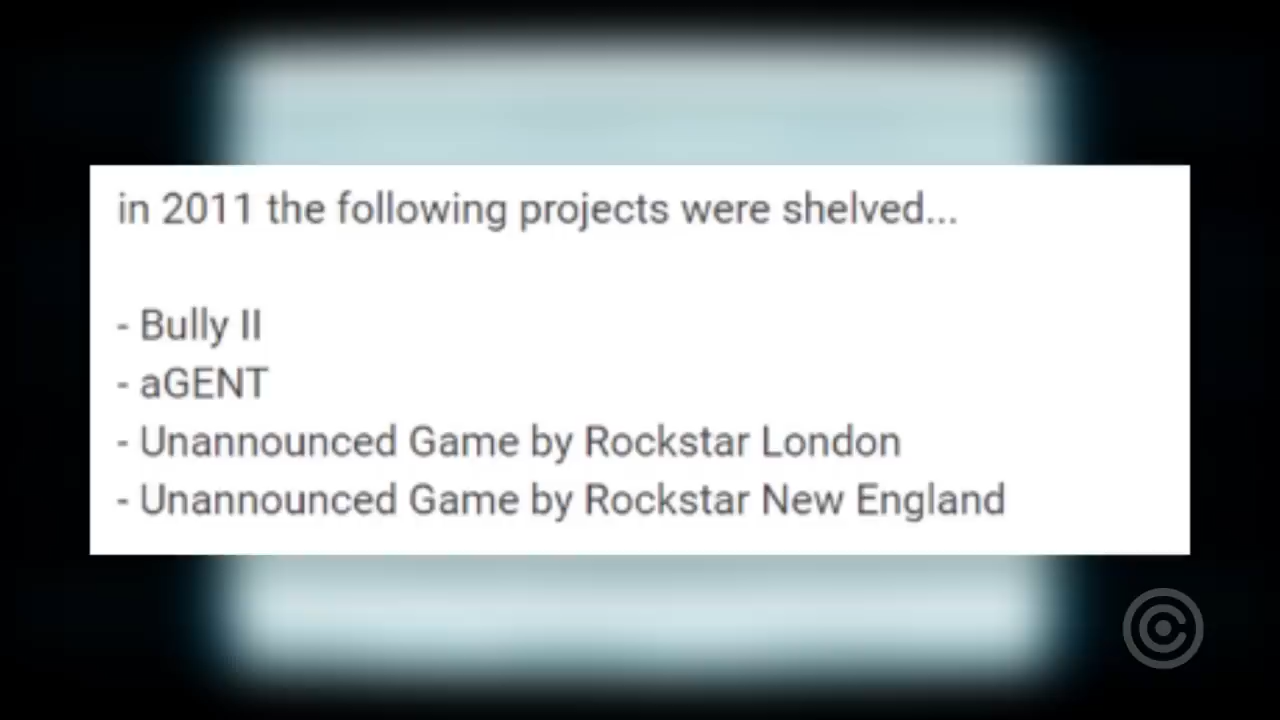 in 2011 the following projects were shelved...
- Bully II
- aGENT
- Unannounced Game by Rockstar London
- Unannounced Game by Rockstar New England